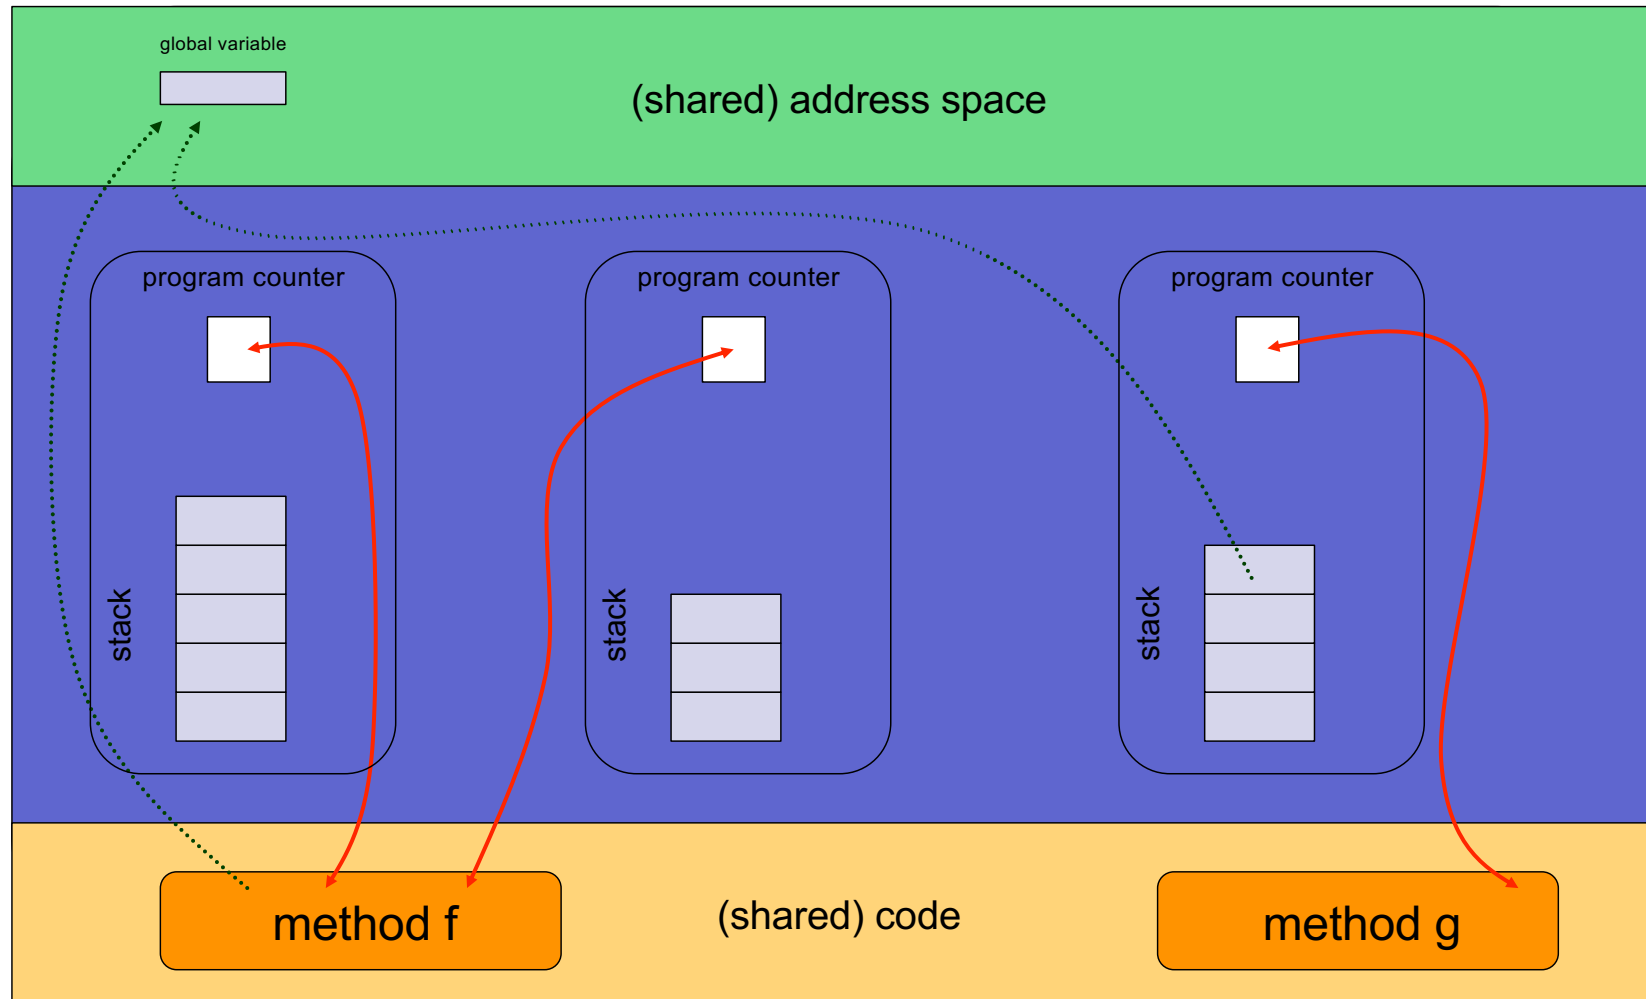 global variable
(shared) address space
program counter
program counter
program counter
stack
stack
stack
method f
(shared) code
method g